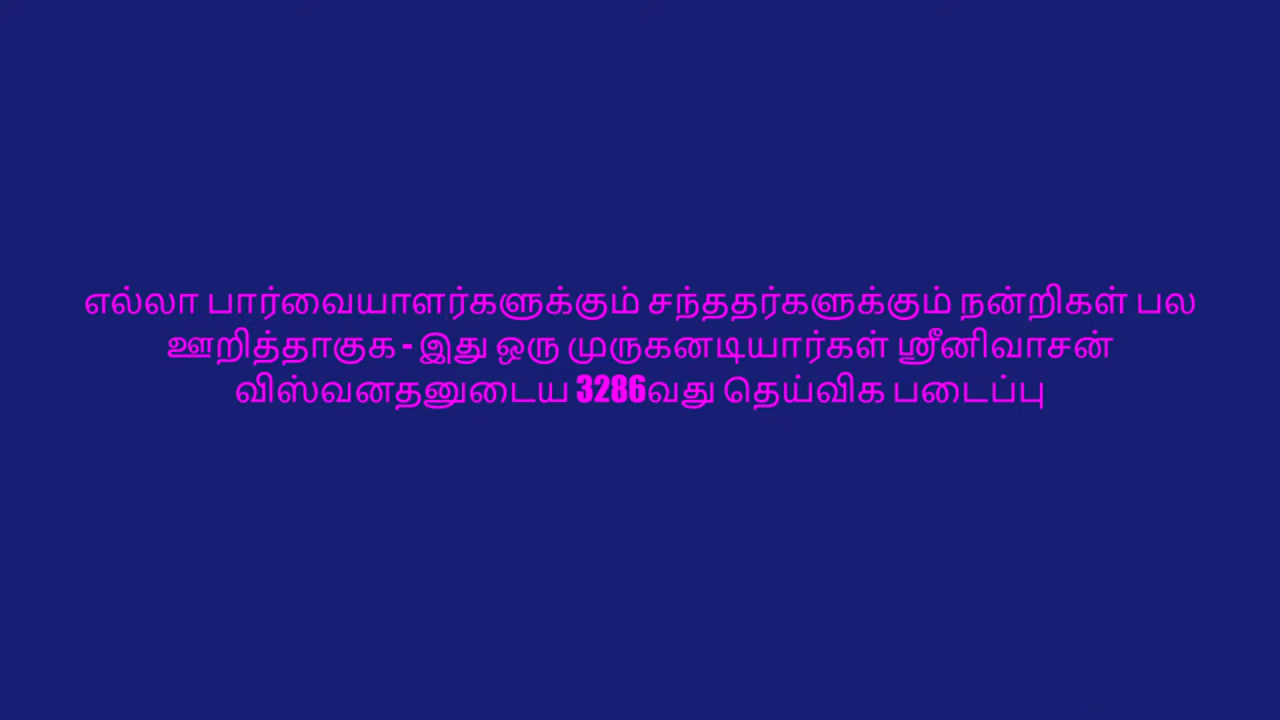 எல்லா பார்வையாளர்களுக்கும் சந்ததர்களுக்கும் நன்றிகள் பல
ஊறித்தாகுக - இது ஒரு முருகனடியார்கள் ஸ்ரீனிவாசன்
விஸ்வனதனுடைய 3286வது தெய்விக படைப்பு